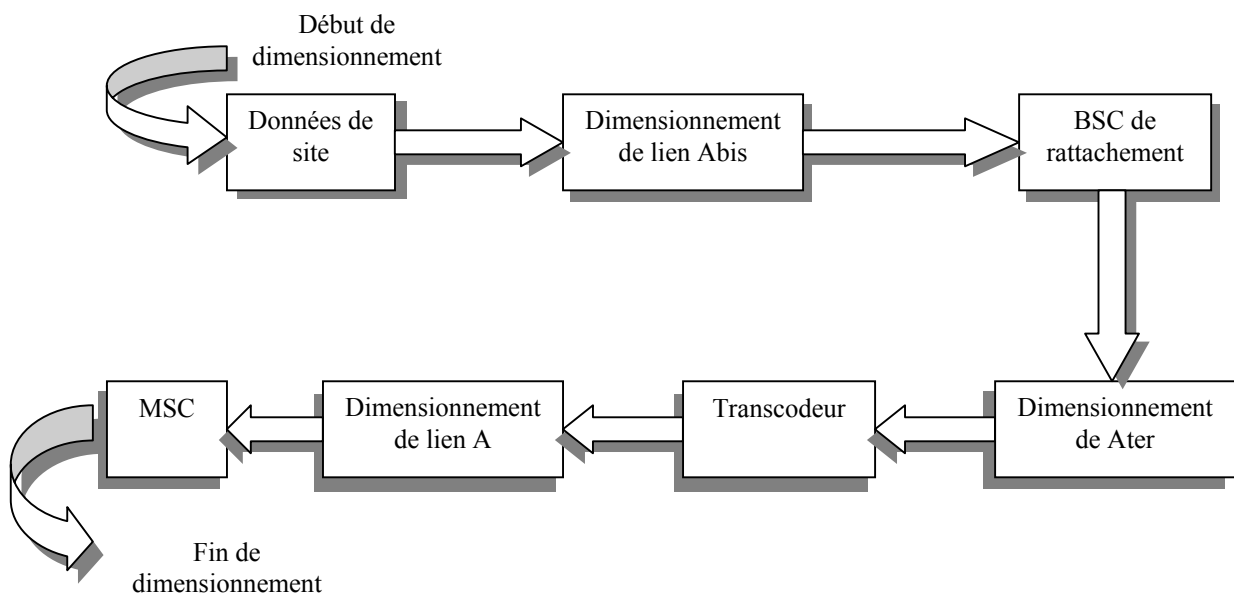 Début de
dimensionnement
Données de
site
Dimensionnement
de lien Abis
BSC de
rattachement
Dimensionnement
de Ater
Transcodeur
Dimensionnement
de lien A
MSC
Fin de
dimensionnement